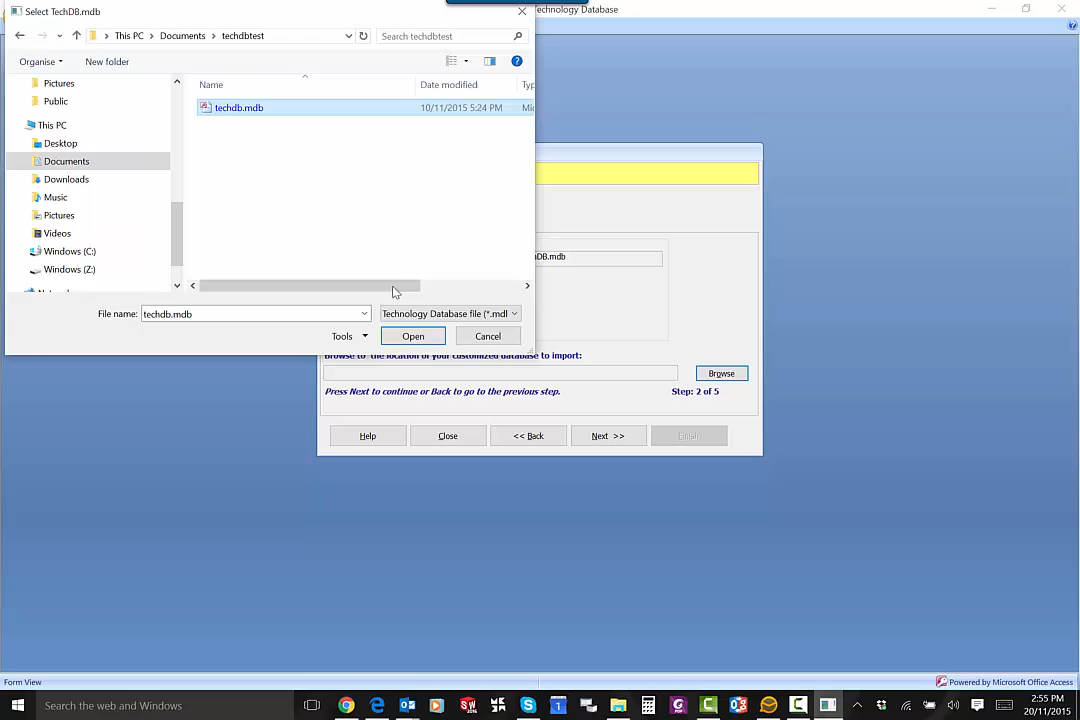 Select TechDB.mdb
echnology Database
This PC
Documents
techdbtest
Search techdbtest
Organise
New folder
Pictures
Public
This PC
Desktop
Documents
Downloads
Music
Pictures
Videos
Windows (C:)
Windows (Z:)
Name
Date modified
Typ
techdb.mdb
10/11/2015 5:24 PM
Mic
DB.mdb
File name:
techdb.mdb
Technology Database file (*.mdl
Tools
Open
Cancel
Browse to the location of your customized database to import:
Browse
Press Next to continue or Back to go to the previous step.
Step: 2 of 5
Help
Close
<< Back
Next >>
Finish
Form View
Powered by Microsoft Office Access
Search the web and Windows
2:55 PM
20/11/2015